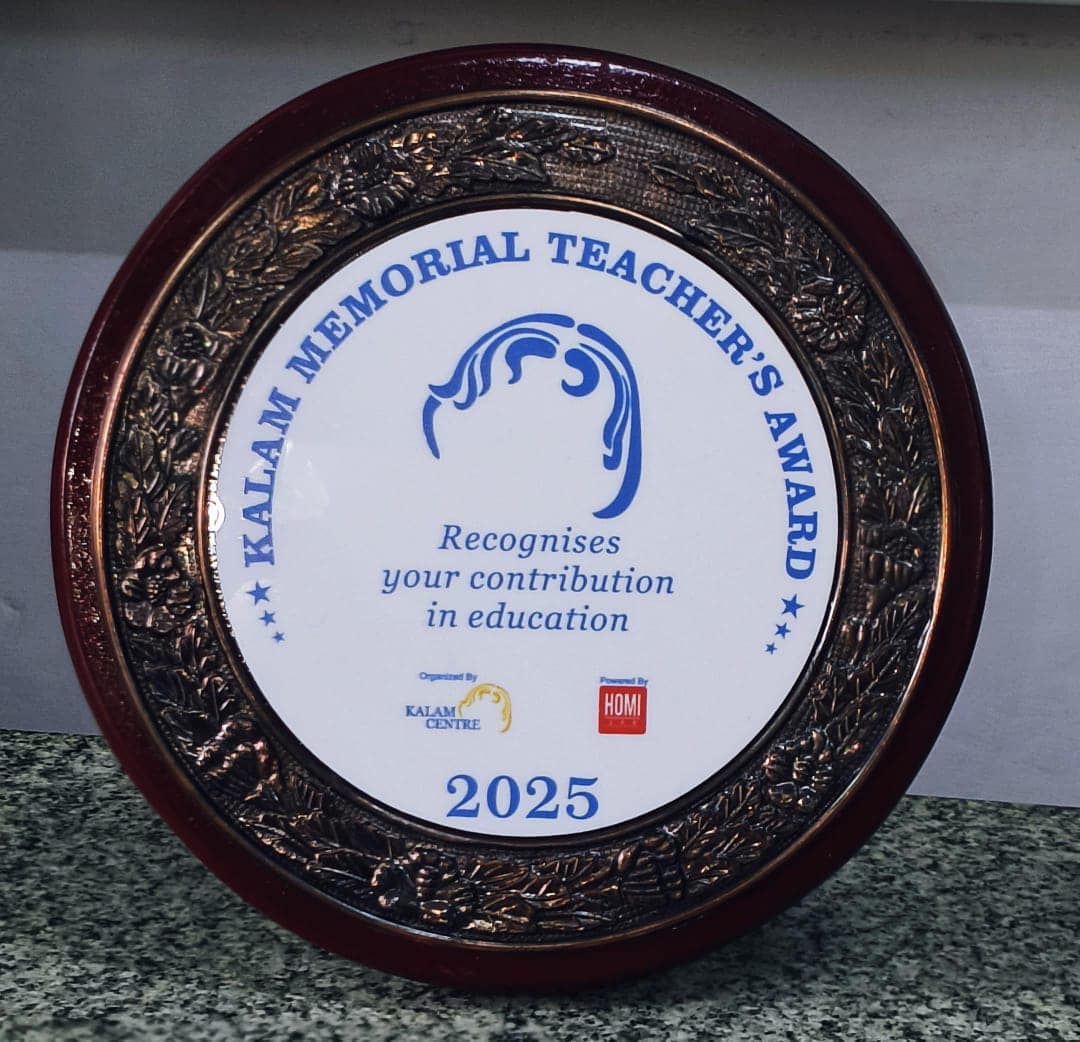 KALAM MEMORIAL TEACHER'S AWARD
Recognises
your contribution
in education
Organized By
KALAM
CENTRE
Powered By
HOMI
2025